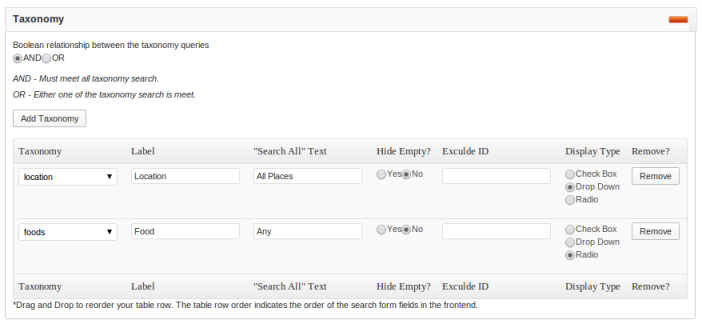 Taxonomy
Boolean relationship between the taxonomy queries
AND OR
AND - Must meet all taxonomy search.
OR - Either one of the taxonomy search is meet.
Add Taxonomy
Taxonomy Label "Search All" Text Hide Empty? Exculde ID Display Type Remove?
location Location All Places Yes No Check Box Remove
Drop Down
Radio
foods Food Any Yes No Check Box Remove
Drop Down
Radio
Taxonomy Label "Search All" Text Hide Empty? Exculde ID Display Type Remove?
*Drag and Drop to reorder your table row. The table row order indicates the order of the search form fields in the frontend.